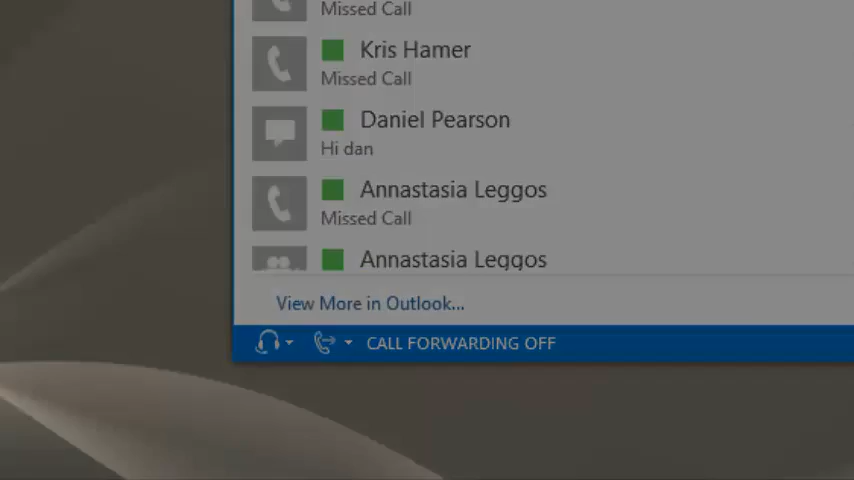 Missed Call
Kris Hamer
Missed Call
Daniel Pearson
Hi dan
Annastasia Leggos
Missed Call
Annastasia Leggos
View More in Outlook...
CALL FORWARDING OFF